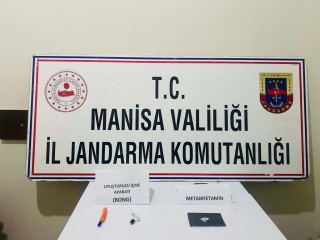 T.C.
MANİSA VALİLİĞİ
İL JANDARMA KOMUTANLIĞI
UYUŞTURUCU İÇME
APARATI
(BONG)
METAMFETAMİN